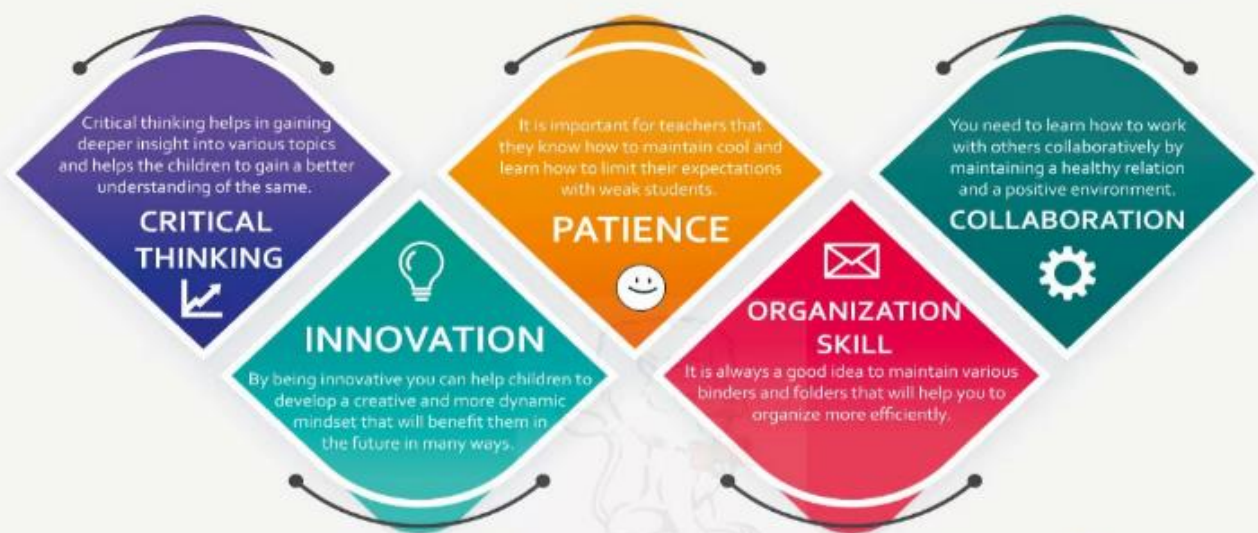 Critical thinking helps in gaining
deeper insight into various topics
and helps the children to gain a better
understanding of the same.
CRITICAL
THINKING
INNOVATION
By being innovative you can help children to
develop a creative and more dynamic
mindset that will benefit them in
the future in many ways.
It is important for teachers that
they know how to maintain cool and
learn how to limit their expectations
with weak students.
PATIENCE
ORGANIZATION
SKILL
It is always a good idea to maintain various
binders and folders that will help you to
organize more efficiently.
You need to learn how to work
with others collaboratively by
maintaining a healthy relation
and a positive environment.
COLLABORATION